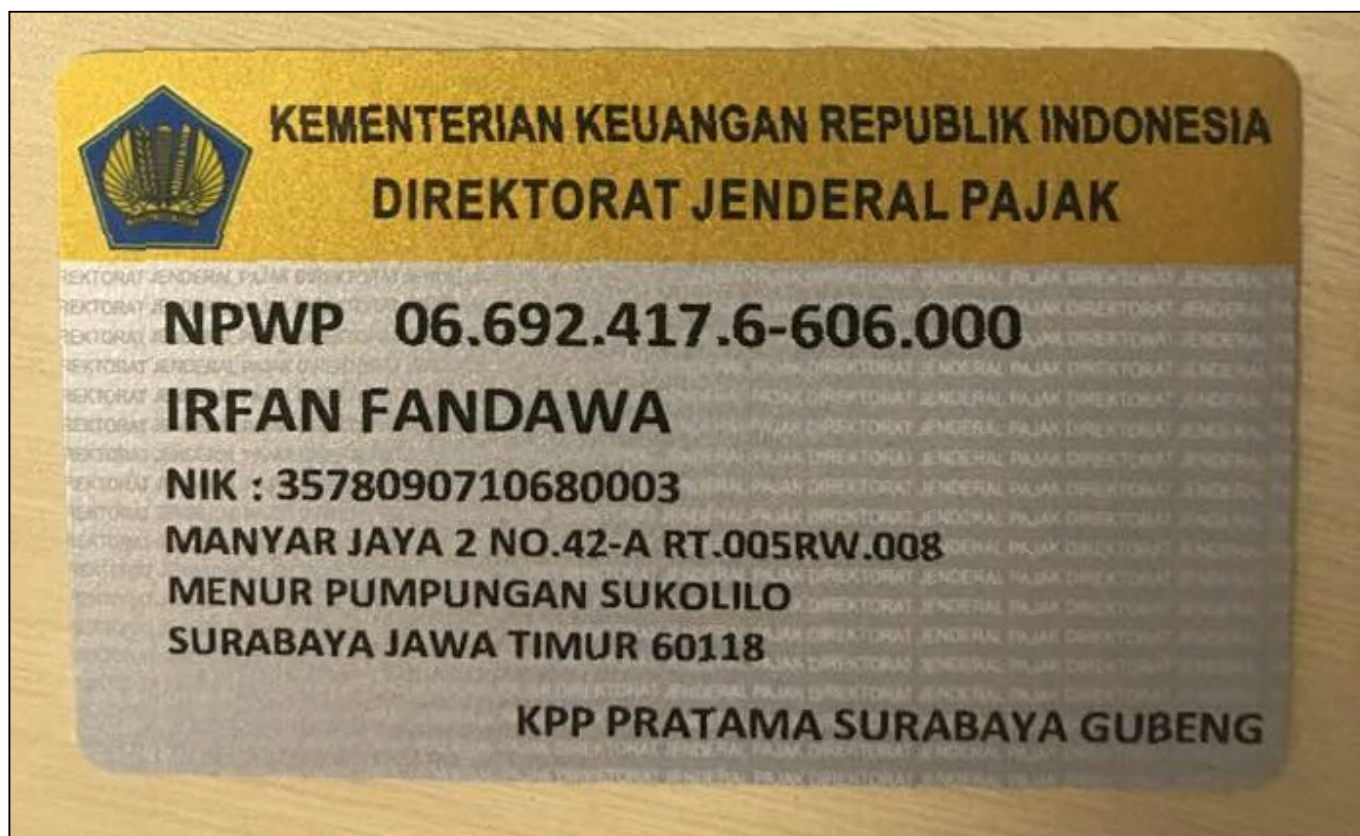 KEMENTERIAN KEUANGAN REPUBLIK INDONESIA
DIREKTORAT JENDERAL PAJAK
NPWP 06.692.417.6-606.000
IRFAN FANDAWA
NIK : 3578090710680003
MANYAR JAYA 2 NO.42-A RT.005RW.008
MENUR PUMPUNGAN SUKOLILO
SURABAYA JAWA TIMUR 60118
KPP PRATAMA SURABAYA GUBENG